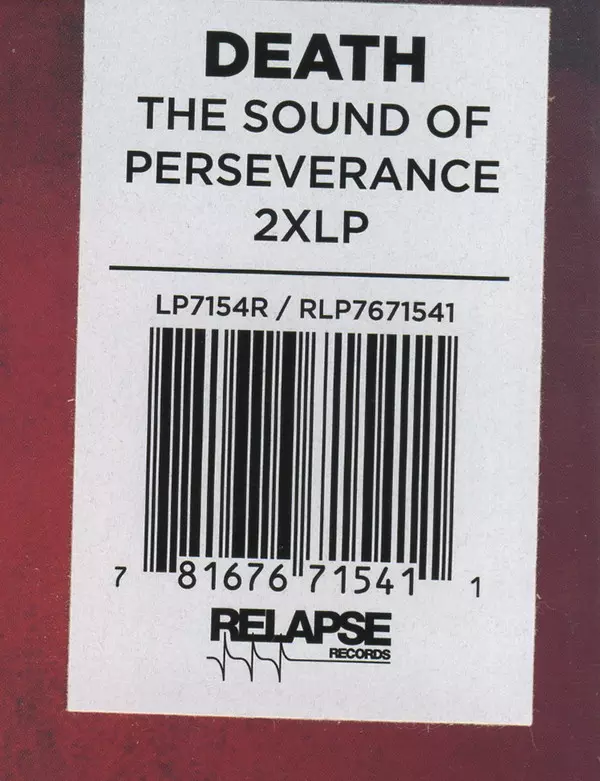 DEATH
THE SOUND OF
PERSEVERANCE
2XLP
LP7154R / RLP7671541
7 81676 71541 1
RELAPSE
RECORDS